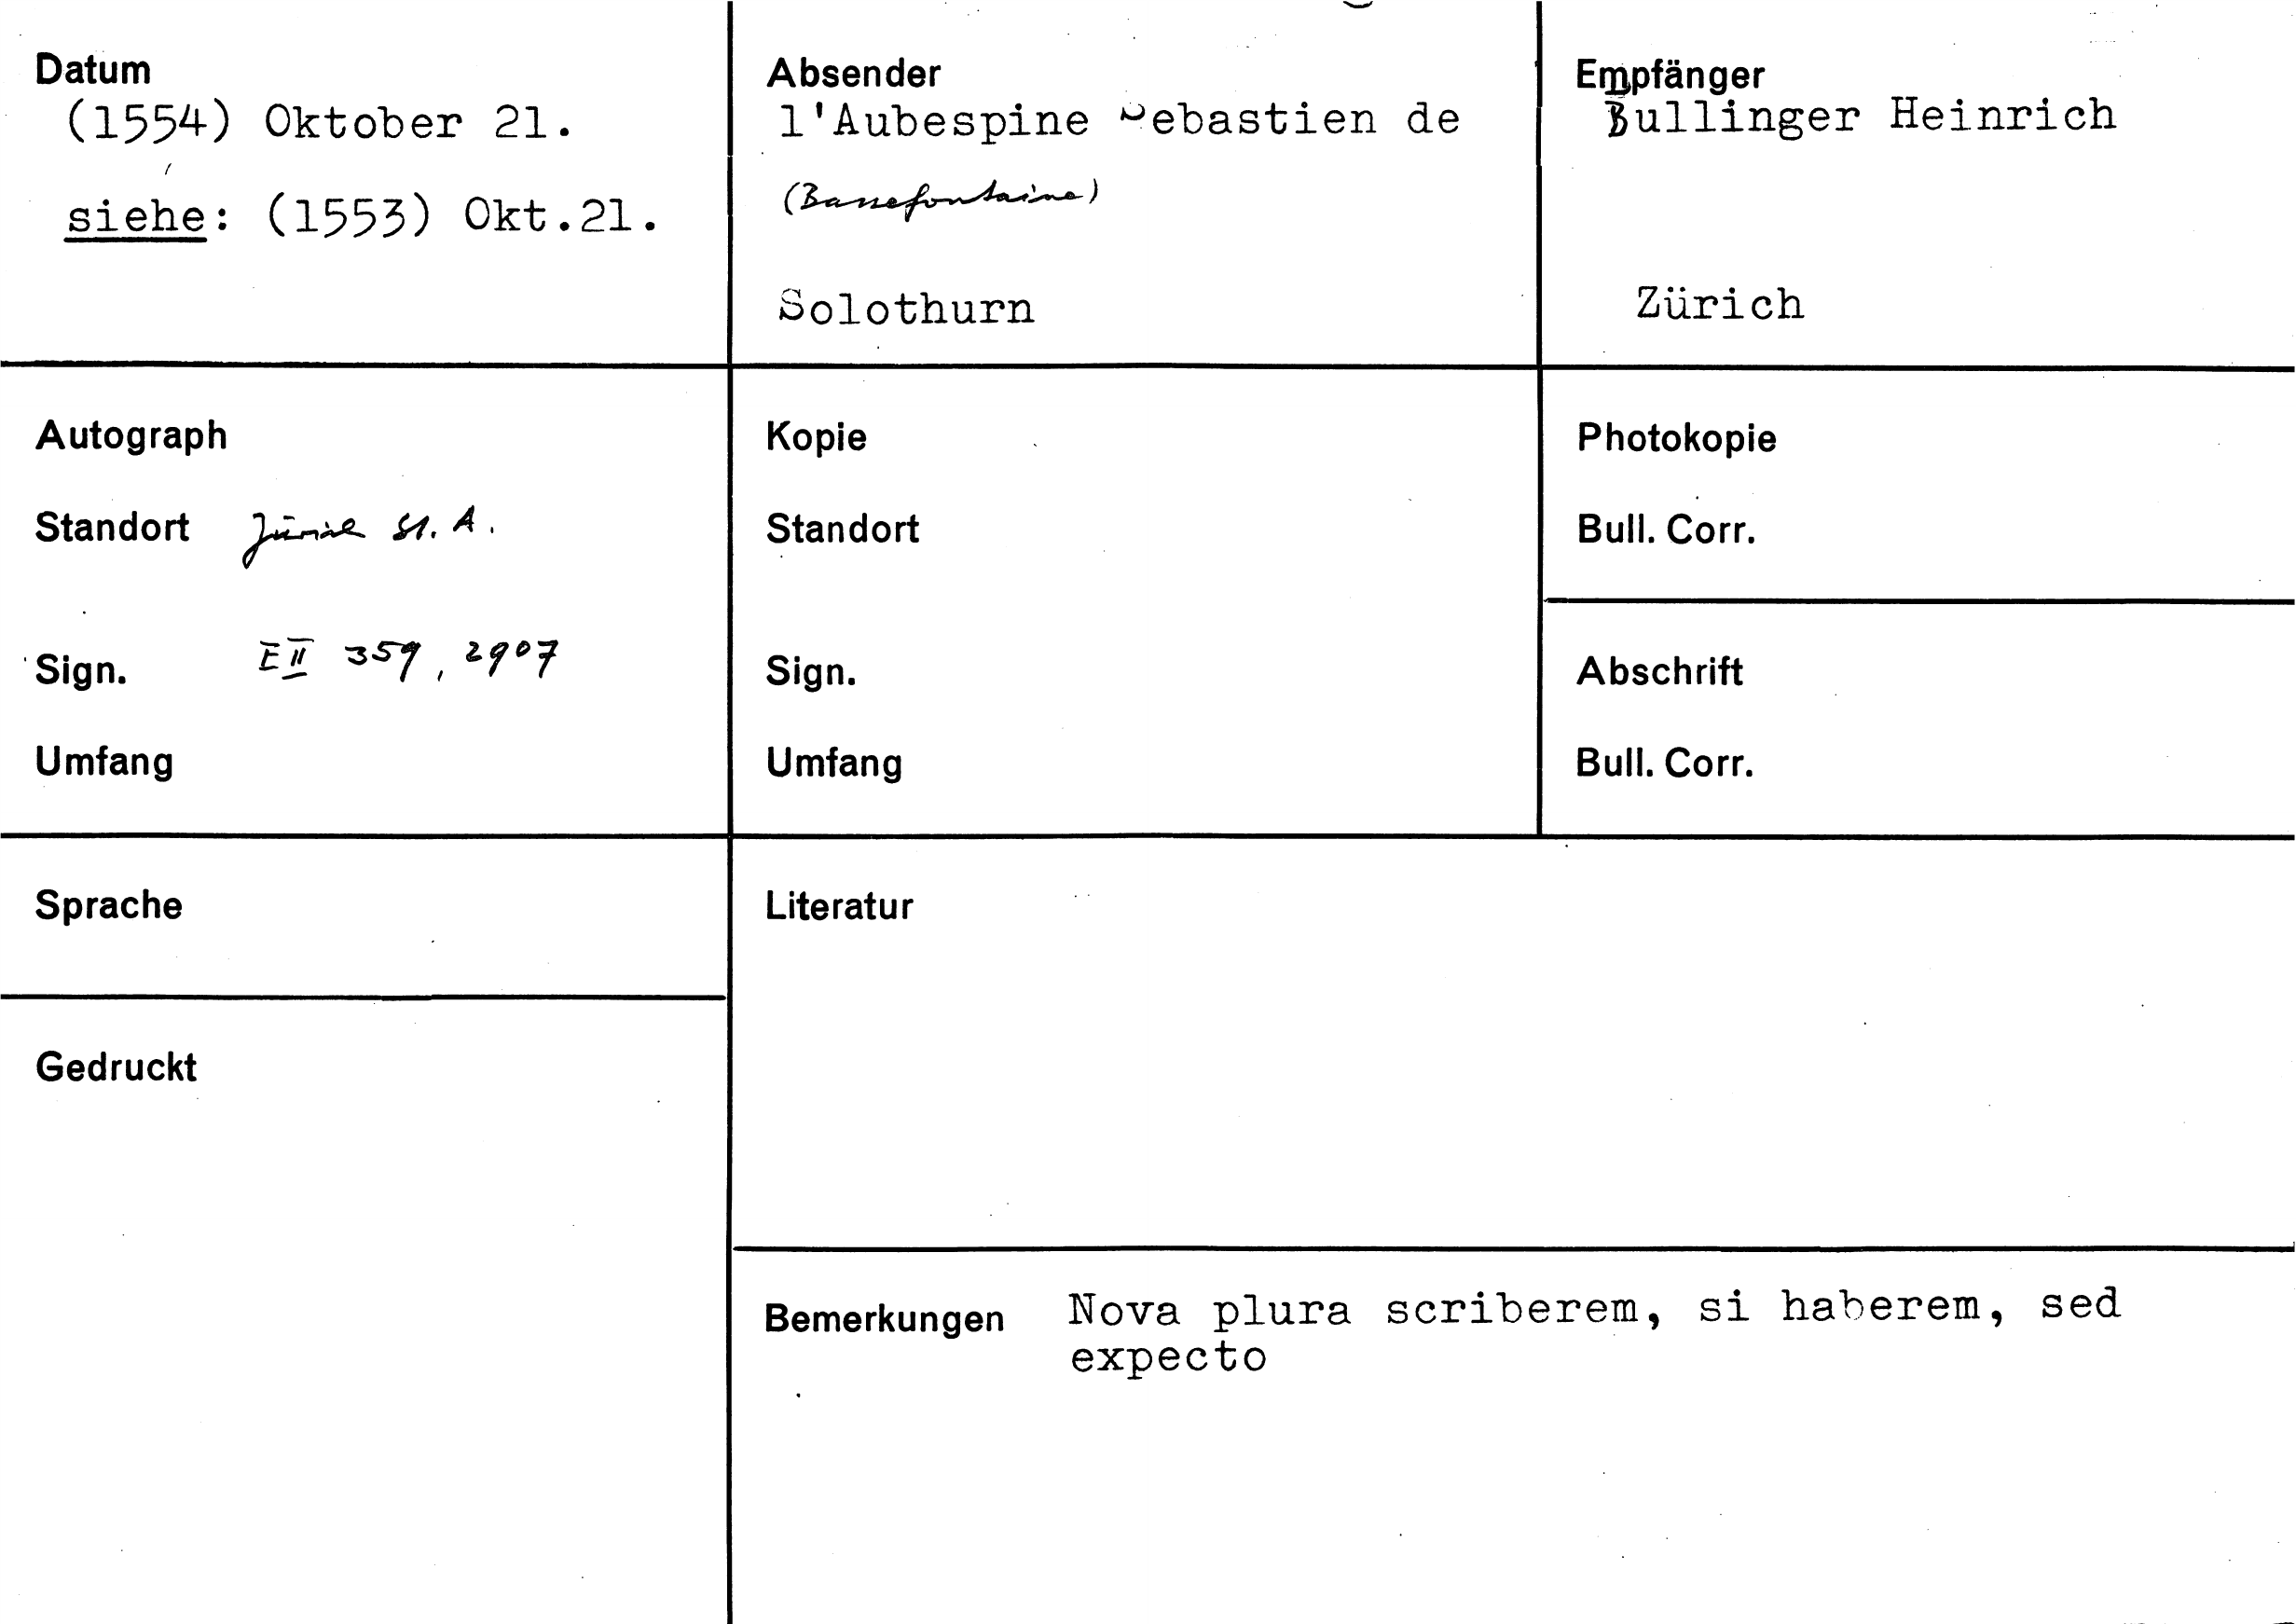 Datum
(1554) Oktober 21.
siehe: (1553) Okt.21.
Absender
l'Aubespine Sebastien de
(Bassefontaine)
Solothurn
Empfänger
Bullinger Heinrich
Zürich
Autograph
Standort Zürich St. A.
Sign. E II 359, 2907
Umfang
Kopie
Standort
Sign.
Umfang
Photokopie
Bull. Corr.
Abschrift
Bull. Corr.
Sprache
Gedruckt
Literatur
Bemerkungen Nova plura scriberem, si haberem, sed
expecto